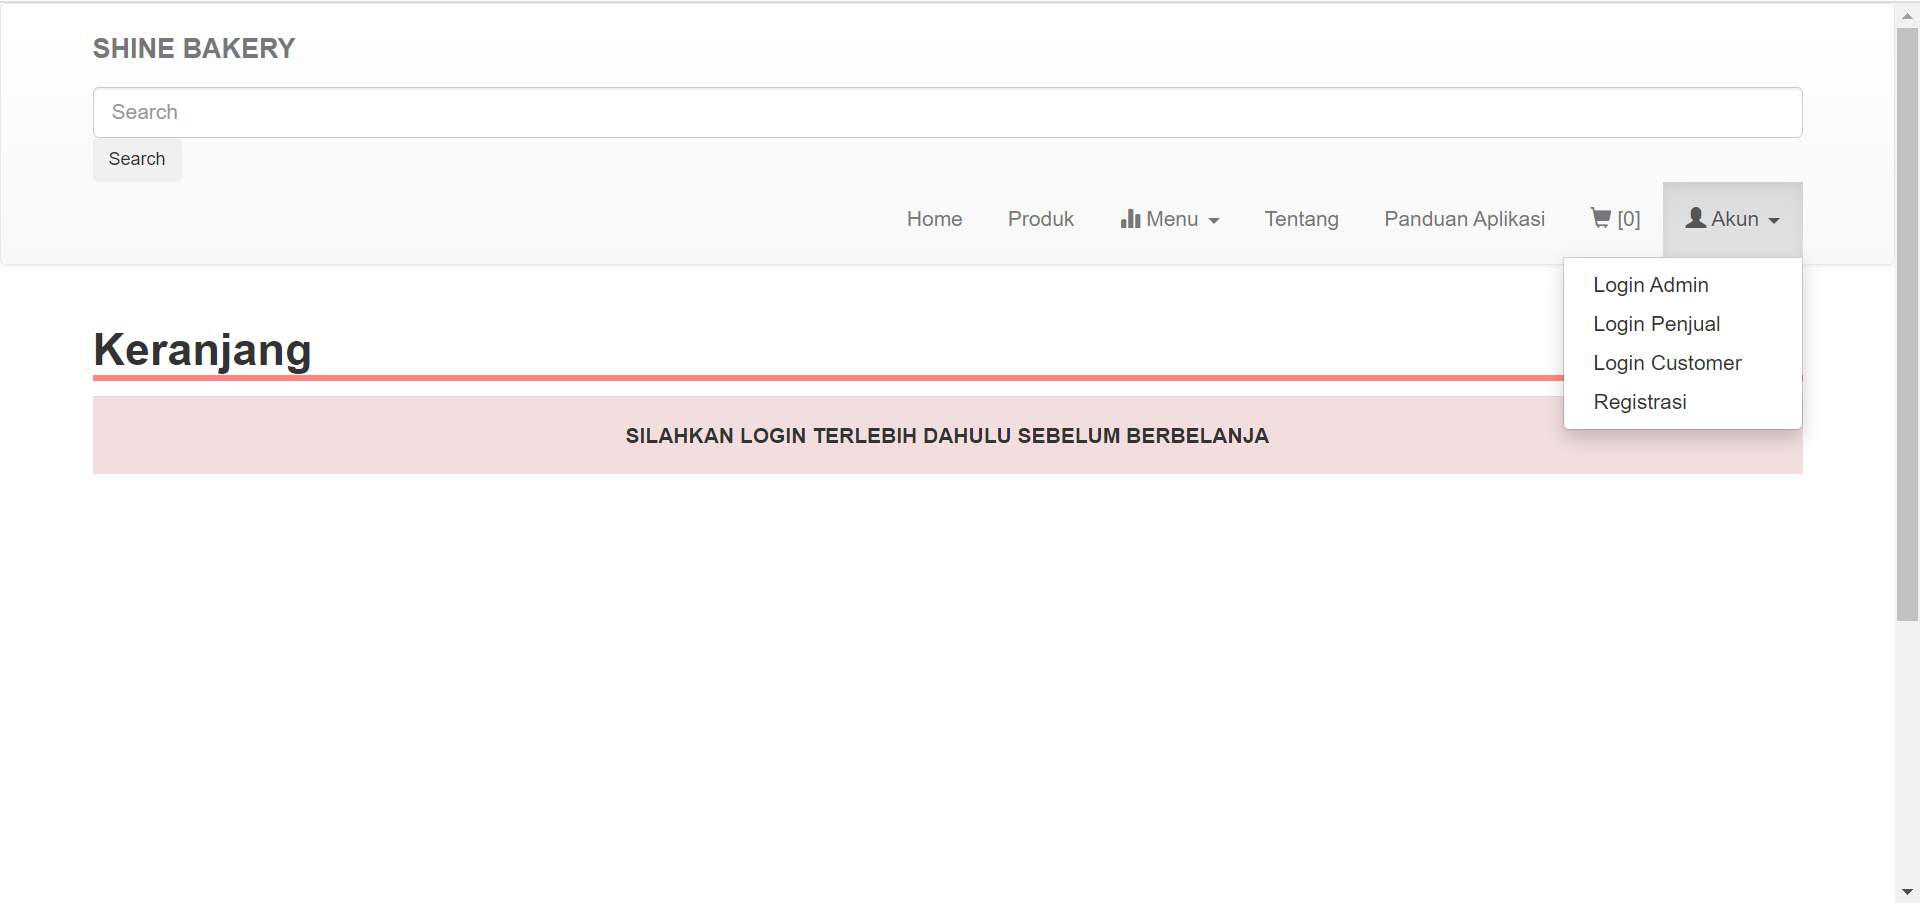 SHINE BAKERY
Search
Search
Home Produk Menu Tentang Panduan Aplikasi [0] Akun
Login Admin
Login Penjual
Login Customer
Registrasi
Keranjang
SILAHKAN LOGIN TERLEBIH DAHULU SEBELUM BERBELANJA